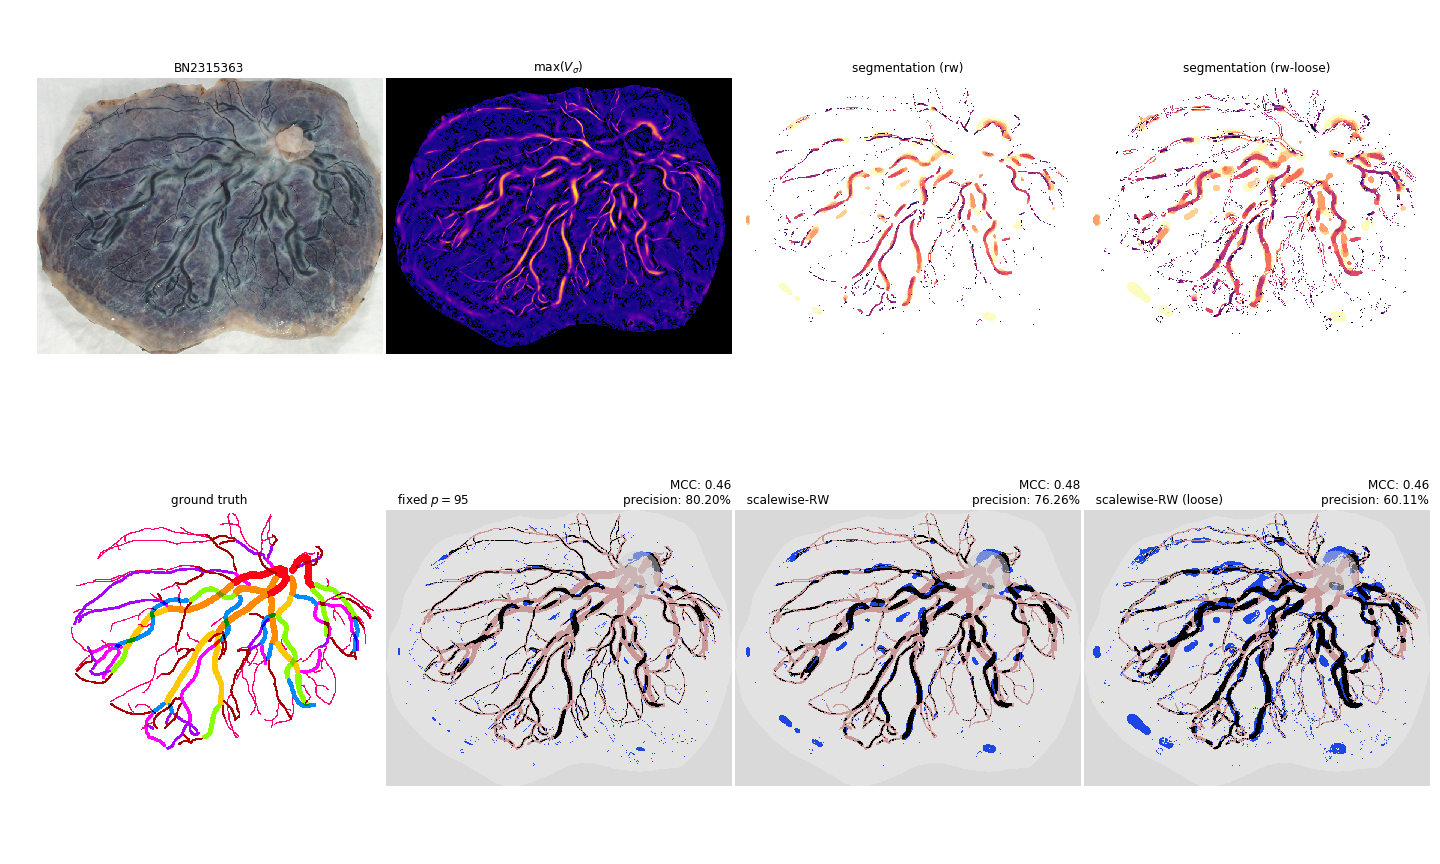 BN2315363
max(V_σ)
segmentation (rw)
segmentation (rw-loose)
ground truth
fixed p = 95
MCC: 0.46
precision: 80.20%
scalewise-RW
MCC: 0.48
precision: 76.26%
scalewise-RW (loose)
MCC: 0.46
precision: 60.11%